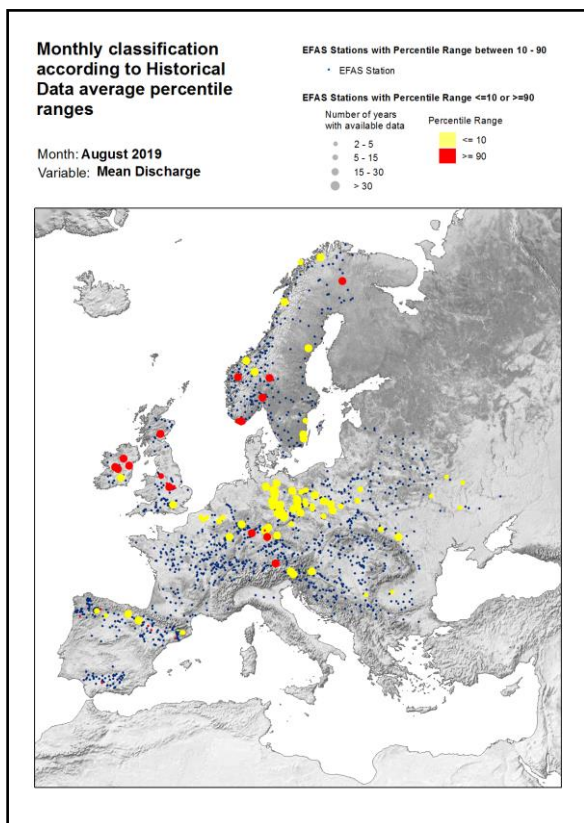 Monthly classification
according to Historical
Data average percentile
ranges
Month: August 2019
Variable: Mean Discharge
EFAS Stations with Percentile Range between 10 - 90
EFAS Station
EFAS Stations with Percentile Range <=10 or >=90
Number of years
with available data
2 - 5
5 - 15
15 - 30
> 30
Percentile Range
<= 10
>= 90